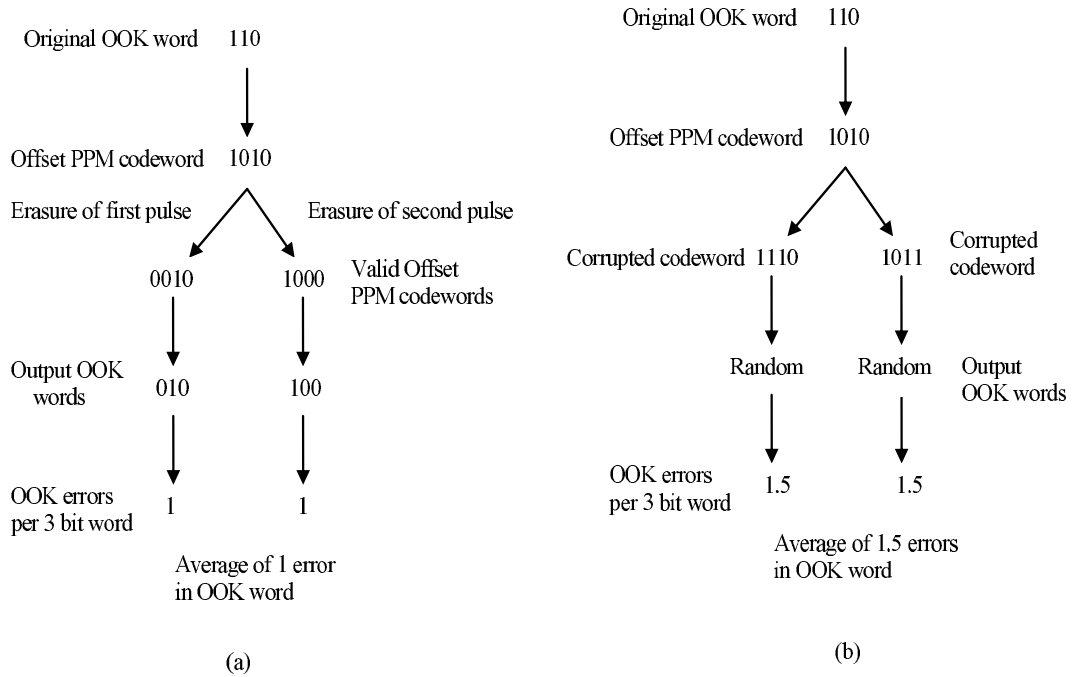 Original OOK word 110
Offset PPM codeword 1010
Erasure of first pulse
Erasure of second pulse
0010 1000
Valid Offset
PPM codewords
Output OOK
words
010 100
OOK errors
per 3 bit word
1 1
Average of 1 error
in OOK word
(a)
Original OOK word 110
Offset PPM codeword 1010
Corrupted codeword 1110 1011
Corrupted
codeword
Random Random
Output
OOK words
OOK errors
per 3 bit word
1.5 1.5
Average of 1.5 errors
in OOK word
(b)